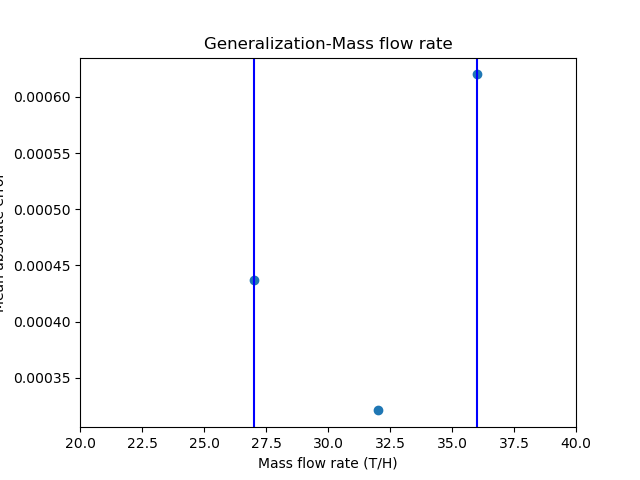 Generalization-Mass flow rate
0.00060
0.00055
0.00050
0.00045
0.00040
0.00035
Mean absolute error
20.0 22.5 25.0 27.5 30.0 32.5 35.0 37.5 40.0
Mass flow rate (T/H)